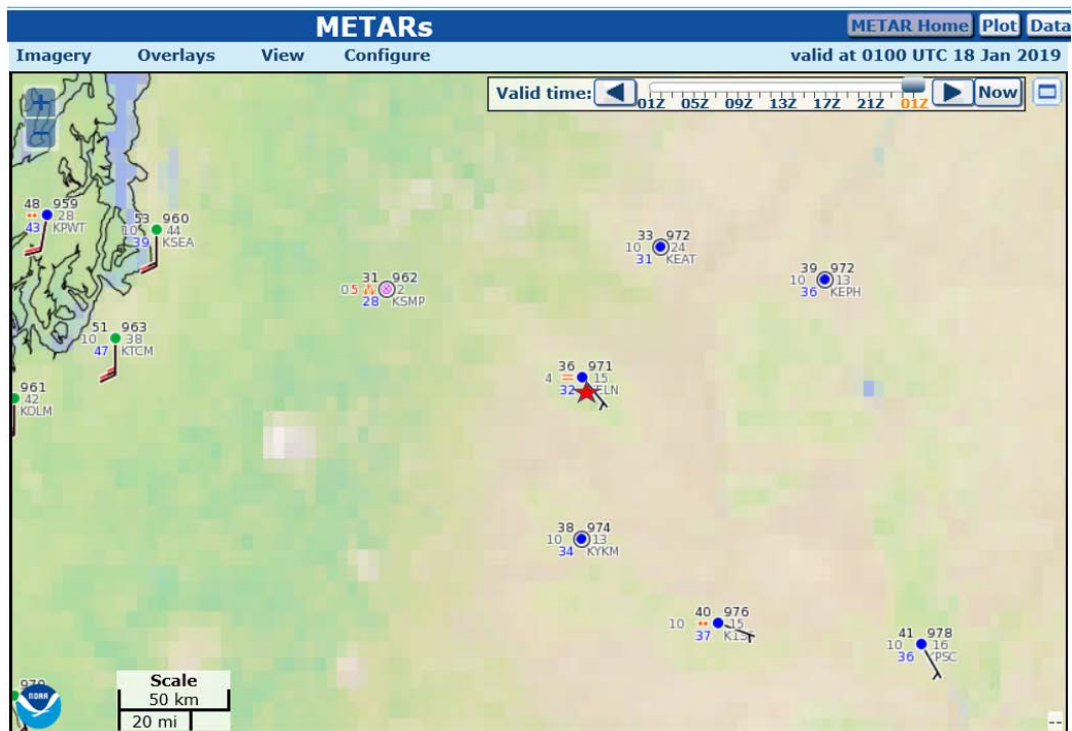 METARs
METAR Home Plot Data
Imagery Overlays View Configure valid at 0100 UTC 18 Jan 2019
Valid time: Now
01Z 05Z 09Z 13Z 17Z 21Z 01Z
+
−
48 959
28
43 KPWT
53 960
10 44
39 KSEA
33 972
10 24
31 KEAT
39 972
10 13
36 KEPH
31 962
0.5 2
28 KSMP
51 963
10 38
47 KTCM
36 971
4 15
32
961
42
KOLM
38 974
10 13
34 KYKM
40 976
10 15
37
41 978
10 16
36 KPSC
Scale
50 km
20 mi
NOAA
--